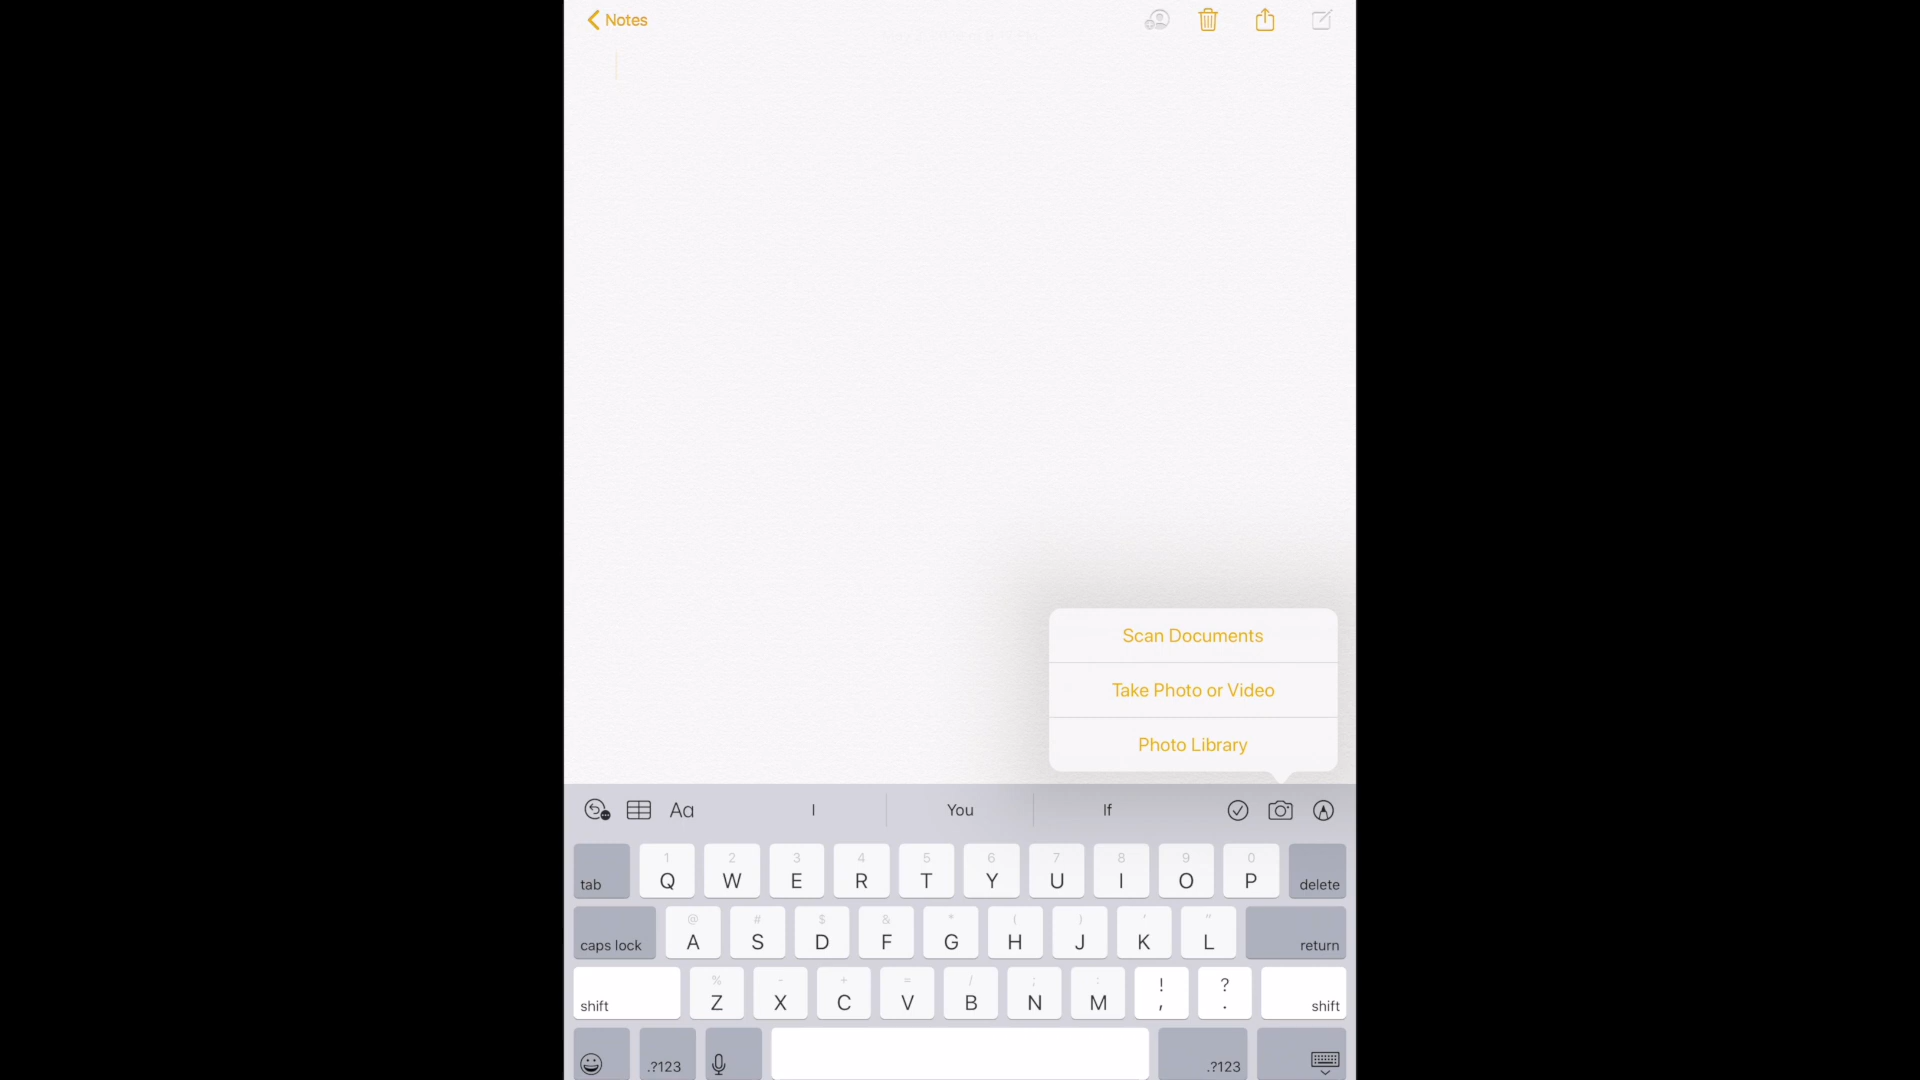 Notes
Scan Documents
Take Photo or Video
Photo Library
Aa I You If
1 2 3 4 5 6 7 8 9 0
tab Q W E R T Y U I O P delete
@ # $ & * ( ) ' "
caps lock A S D F G H J K L return
% - + = / ; : ! ?
shift Z X C V B N M , . shift
.?123 .?123